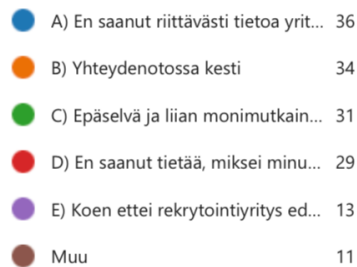 A) En saanut riittävästi tietoa yrit... 36
B) Yhteydenotossa kesti 34
C) Epäselvä ja liian monimutkain... 31
D) En saanut tietää, miksei minu... 29
E) Koen ettei rekrytointiyritys ed... 13
Muu 11